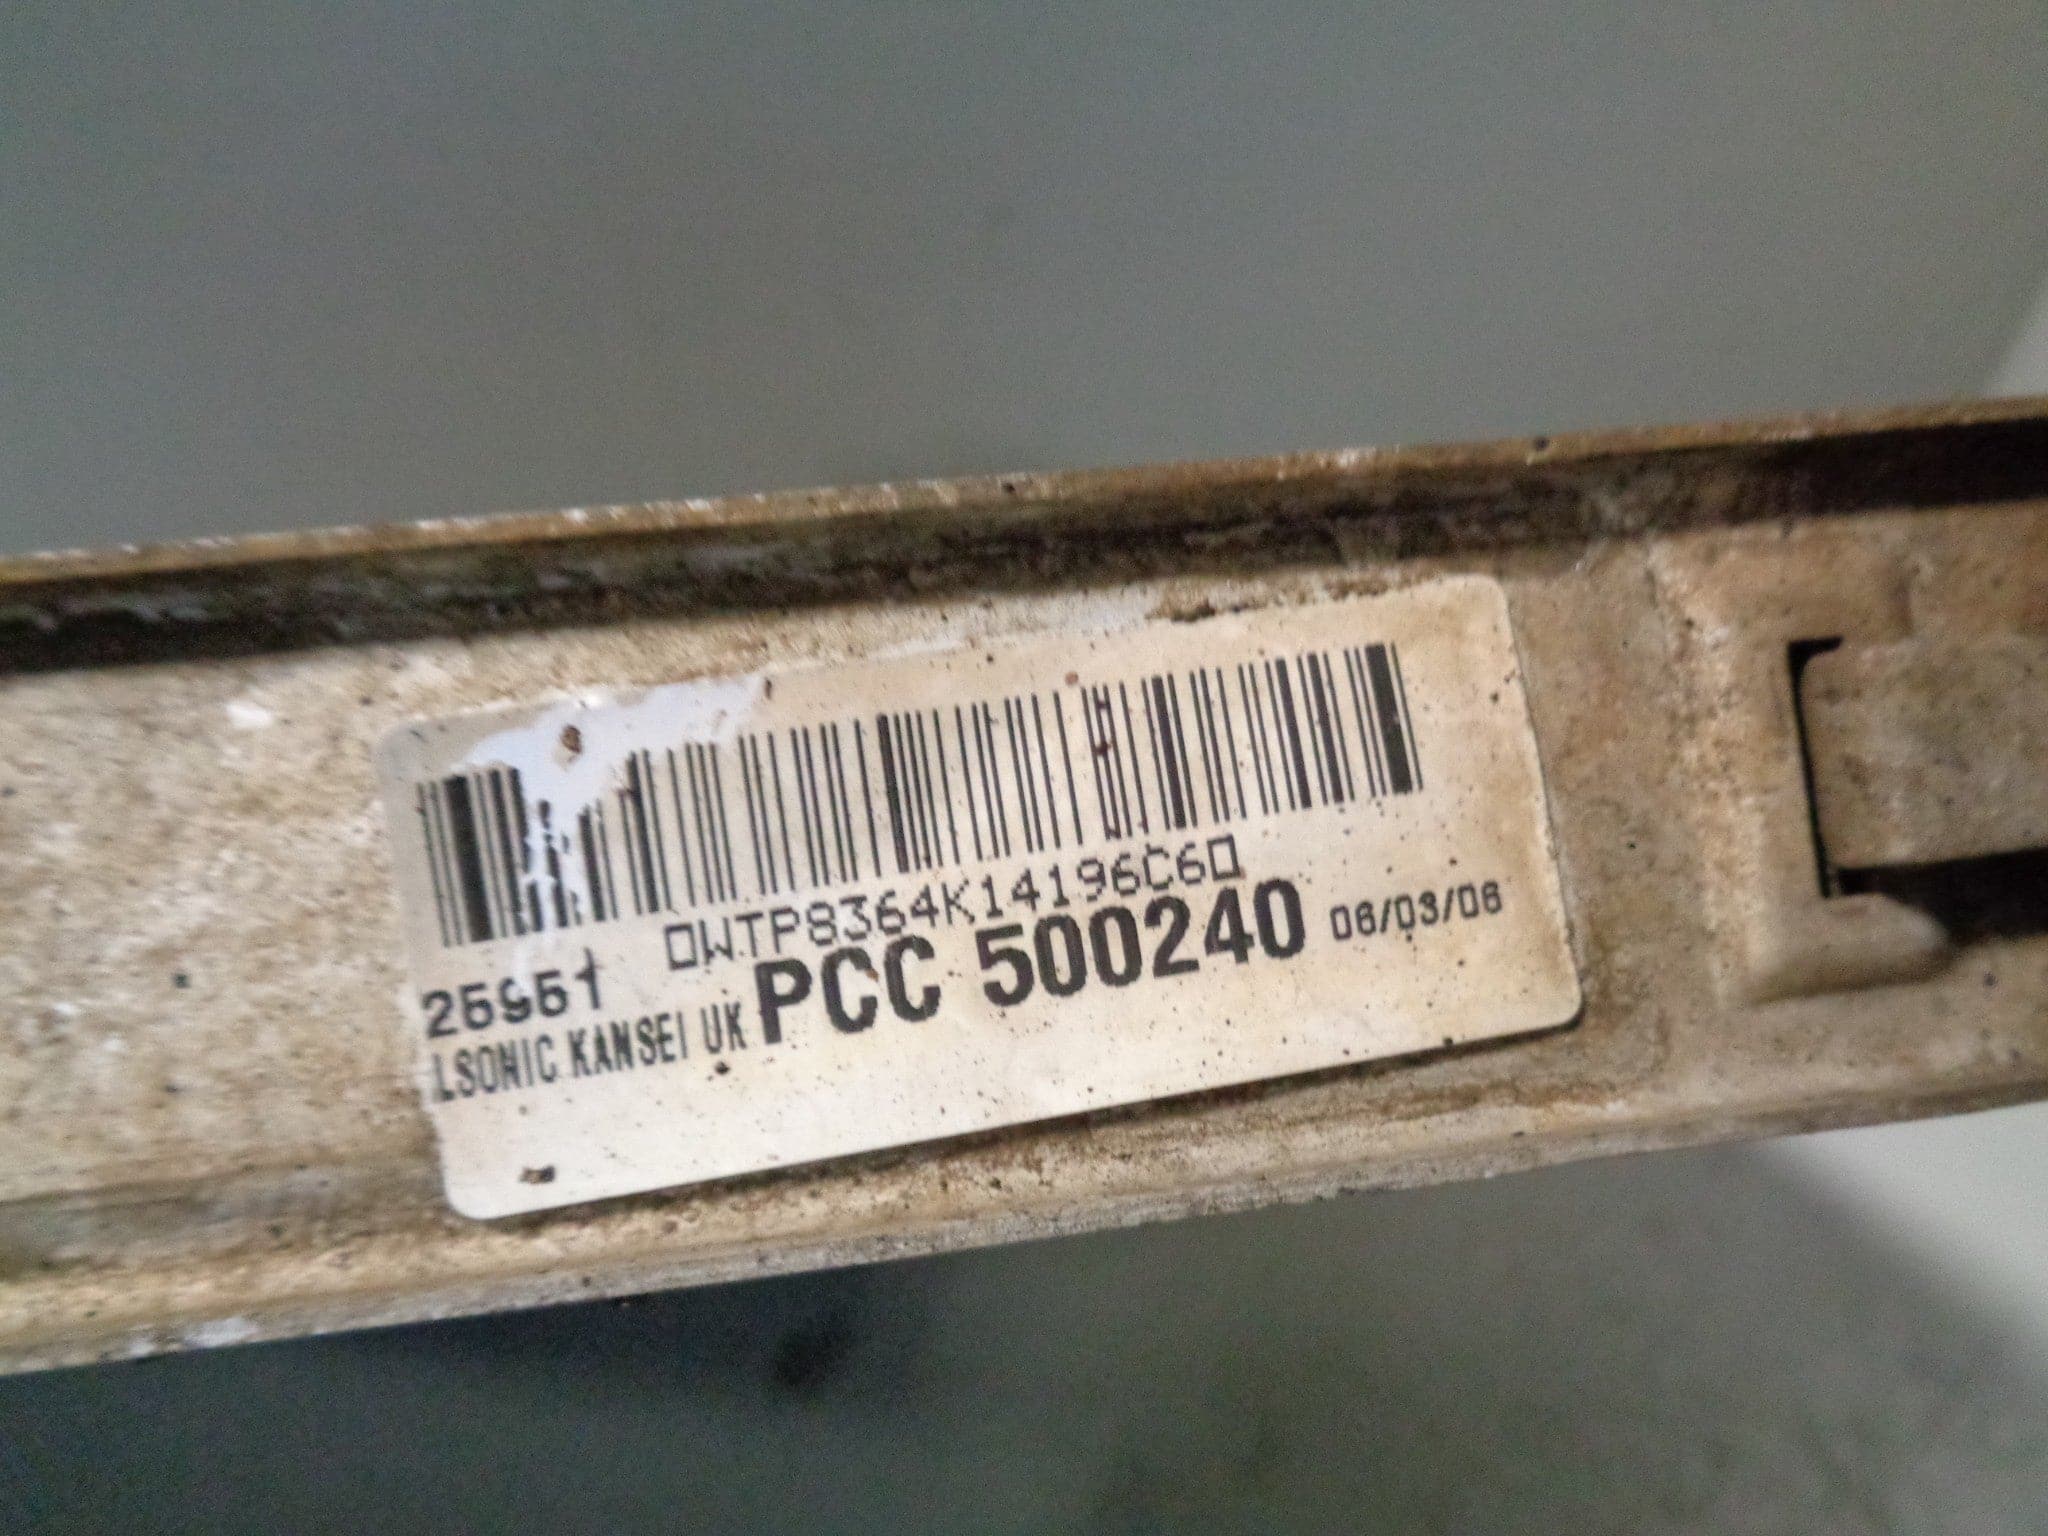 0WTP8364K14196C60
25951 PCC 500240 06/03/06
LSONIC KANSEI UK